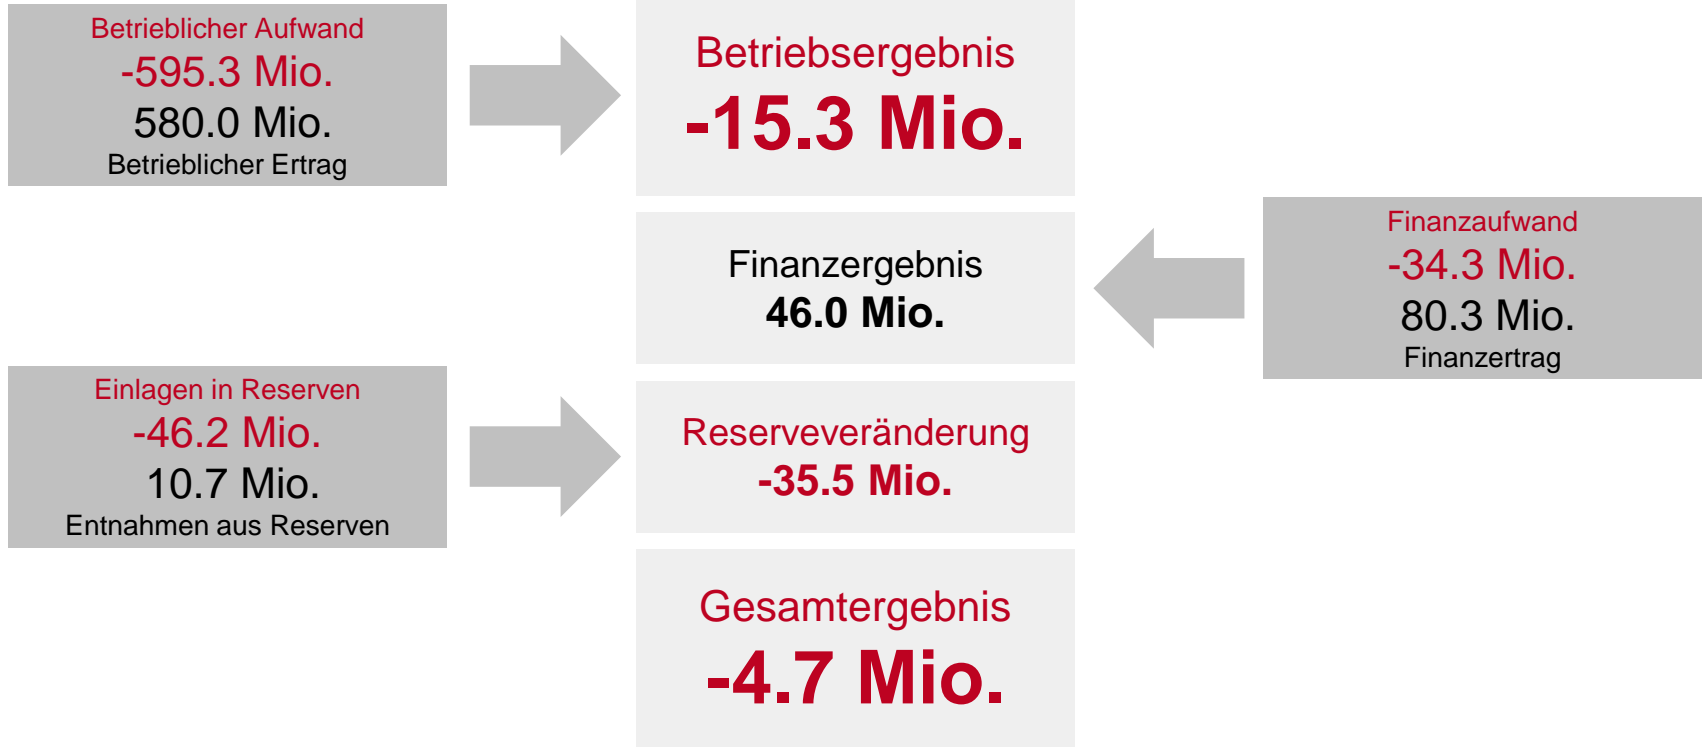 Betrieblicher Aufwand
-595.3 Mio.
580.0 Mio.
Betrieblicher Ertrag
Betriebsergebnis
-15.3 Mio.
Finanzergebnis
46.0 Mio.
Finanzaufwand
-34.3 Mio.
80.3 Mio.
Finanzertrag
Einlagen in Reserven
-46.2 Mio.
10.7 Mio.
Entnahmen aus Reserven
Reserveveränderung
-35.5 Mio.
Gesamtergebnis
-4.7 Mio.